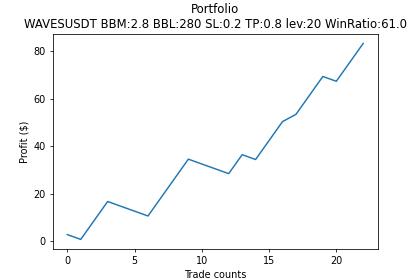 Portfolio
WAVESUSDT BBM:2.8 BBL:280 SL:0.2 TP:0.8 lev:20 WinRatio:61.0
80
60
40
20
0
Profit ($)
0 5 10 15 20
Trade counts